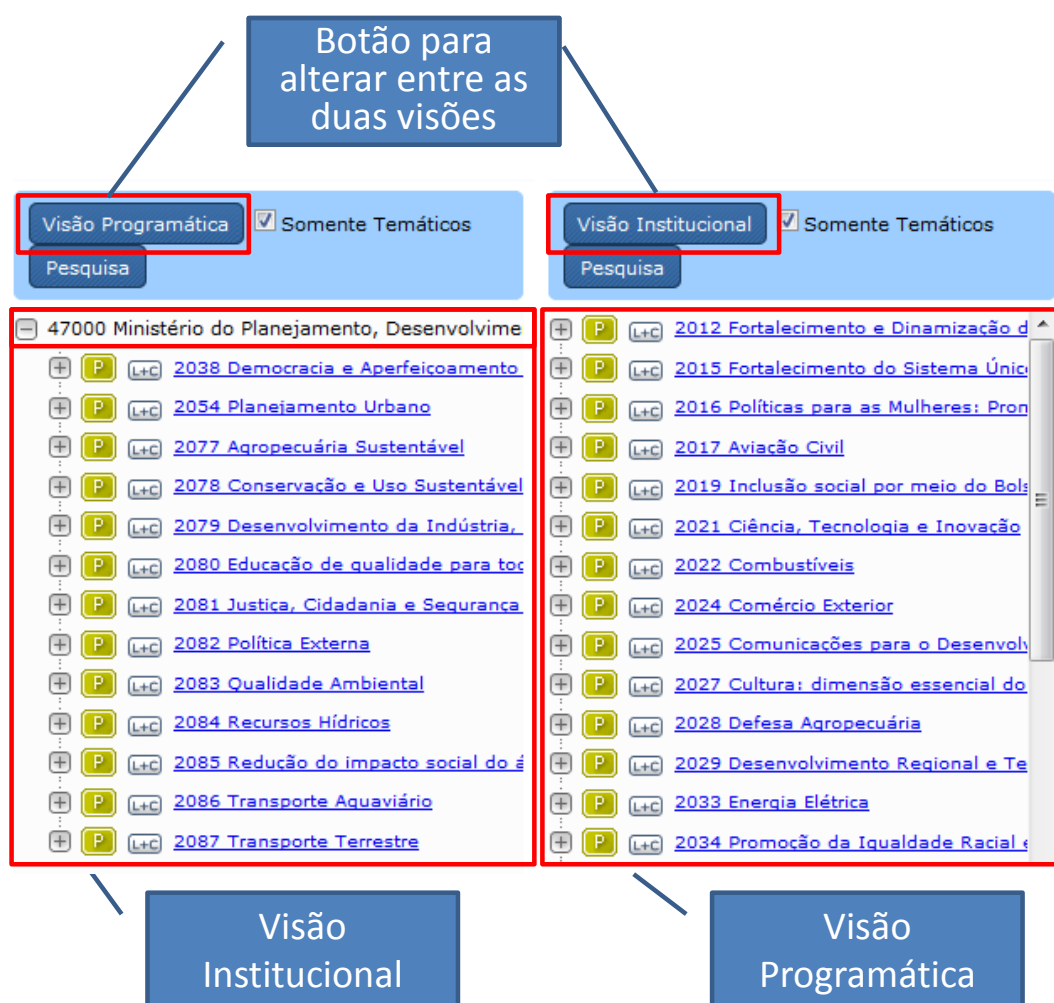 Botão para
alterar entre as
duas visões
Visão Programática
Somente Temáticos
Pesquisa
47000 Ministério do Planejamento, Desenvolvime
P L+C 2038 Democracia e Aperfeiçoamento
P L+C 2054 Planejamento Urbano
P L+C 2077 Agropecuária Sustentável
P L+C 2078 Conservação e Uso Sustentável
P L+C 2079 Desenvolvimento da Indústria,
P L+C 2080 Educação de qualidade para toc
P L+C 2081 Justiça, Cidadania e Segurança
P L+C 2082 Política Externa
P L+C 2083 Qualidade Ambiental
P L+C 2084 Recursos Hídricos
P L+C 2085 Redução do impacto social do á
P L+C 2086 Transporte Aquaviário
P L+C 2087 Transporte Terrestre
Visão
Institucional
Visão Institucional
Somente Temáticos
Pesquisa
P L+C 2012 Fortalecimento e Dinamização d
P L+C 2015 Fortalecimento do Sistema Únic
P L+C 2016 Políticas para as Mulheres: Pron
P L+C 2017 Aviação Civil
P L+C 2019 Inclusão social por meio do Bols
P L+C 2021 Ciência, Tecnologia e Inovação
P L+C 2022 Combustíveis
P L+C 2024 Comércio Exterior
P L+C 2025 Comunicações para o Desenvolv
P L+C 2027 Cultura: dimensão essencial do
P L+C 2028 Defesa Agropecuária
P L+C 2029 Desenvolvimento Regional e Te
P L+C 2033 Energia Elétrica
P L+C 2034 Promoção da Igualdade Racial e
Visão
Programática